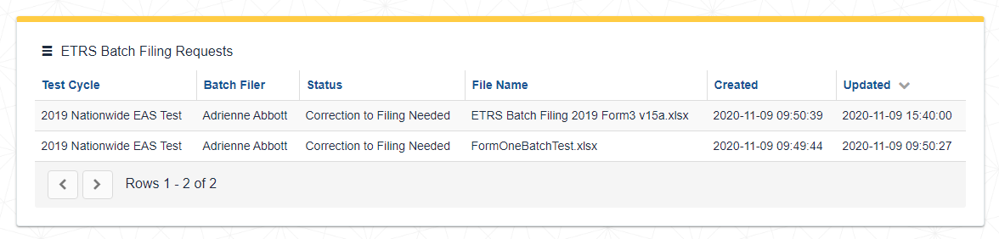 ETRS Batch Filing Requests
Test Cycle Batch Filer Status File Name Created Updated
2019 Nationwide EAS Test Adrienne Abbott Correction to Filing Needed ETRS Batch Filing 2019 Form3 v15a.xlsx 2020-11-09 09:50:39 2020-11-09 15:40:00
2019 Nationwide EAS Test Adrienne Abbott Correction to Filing Needed FormOneBatchTest.xlsx 2020-11-09 09:49:44 2020-11-09 09:50:27
Rows 1 - 2 of 2